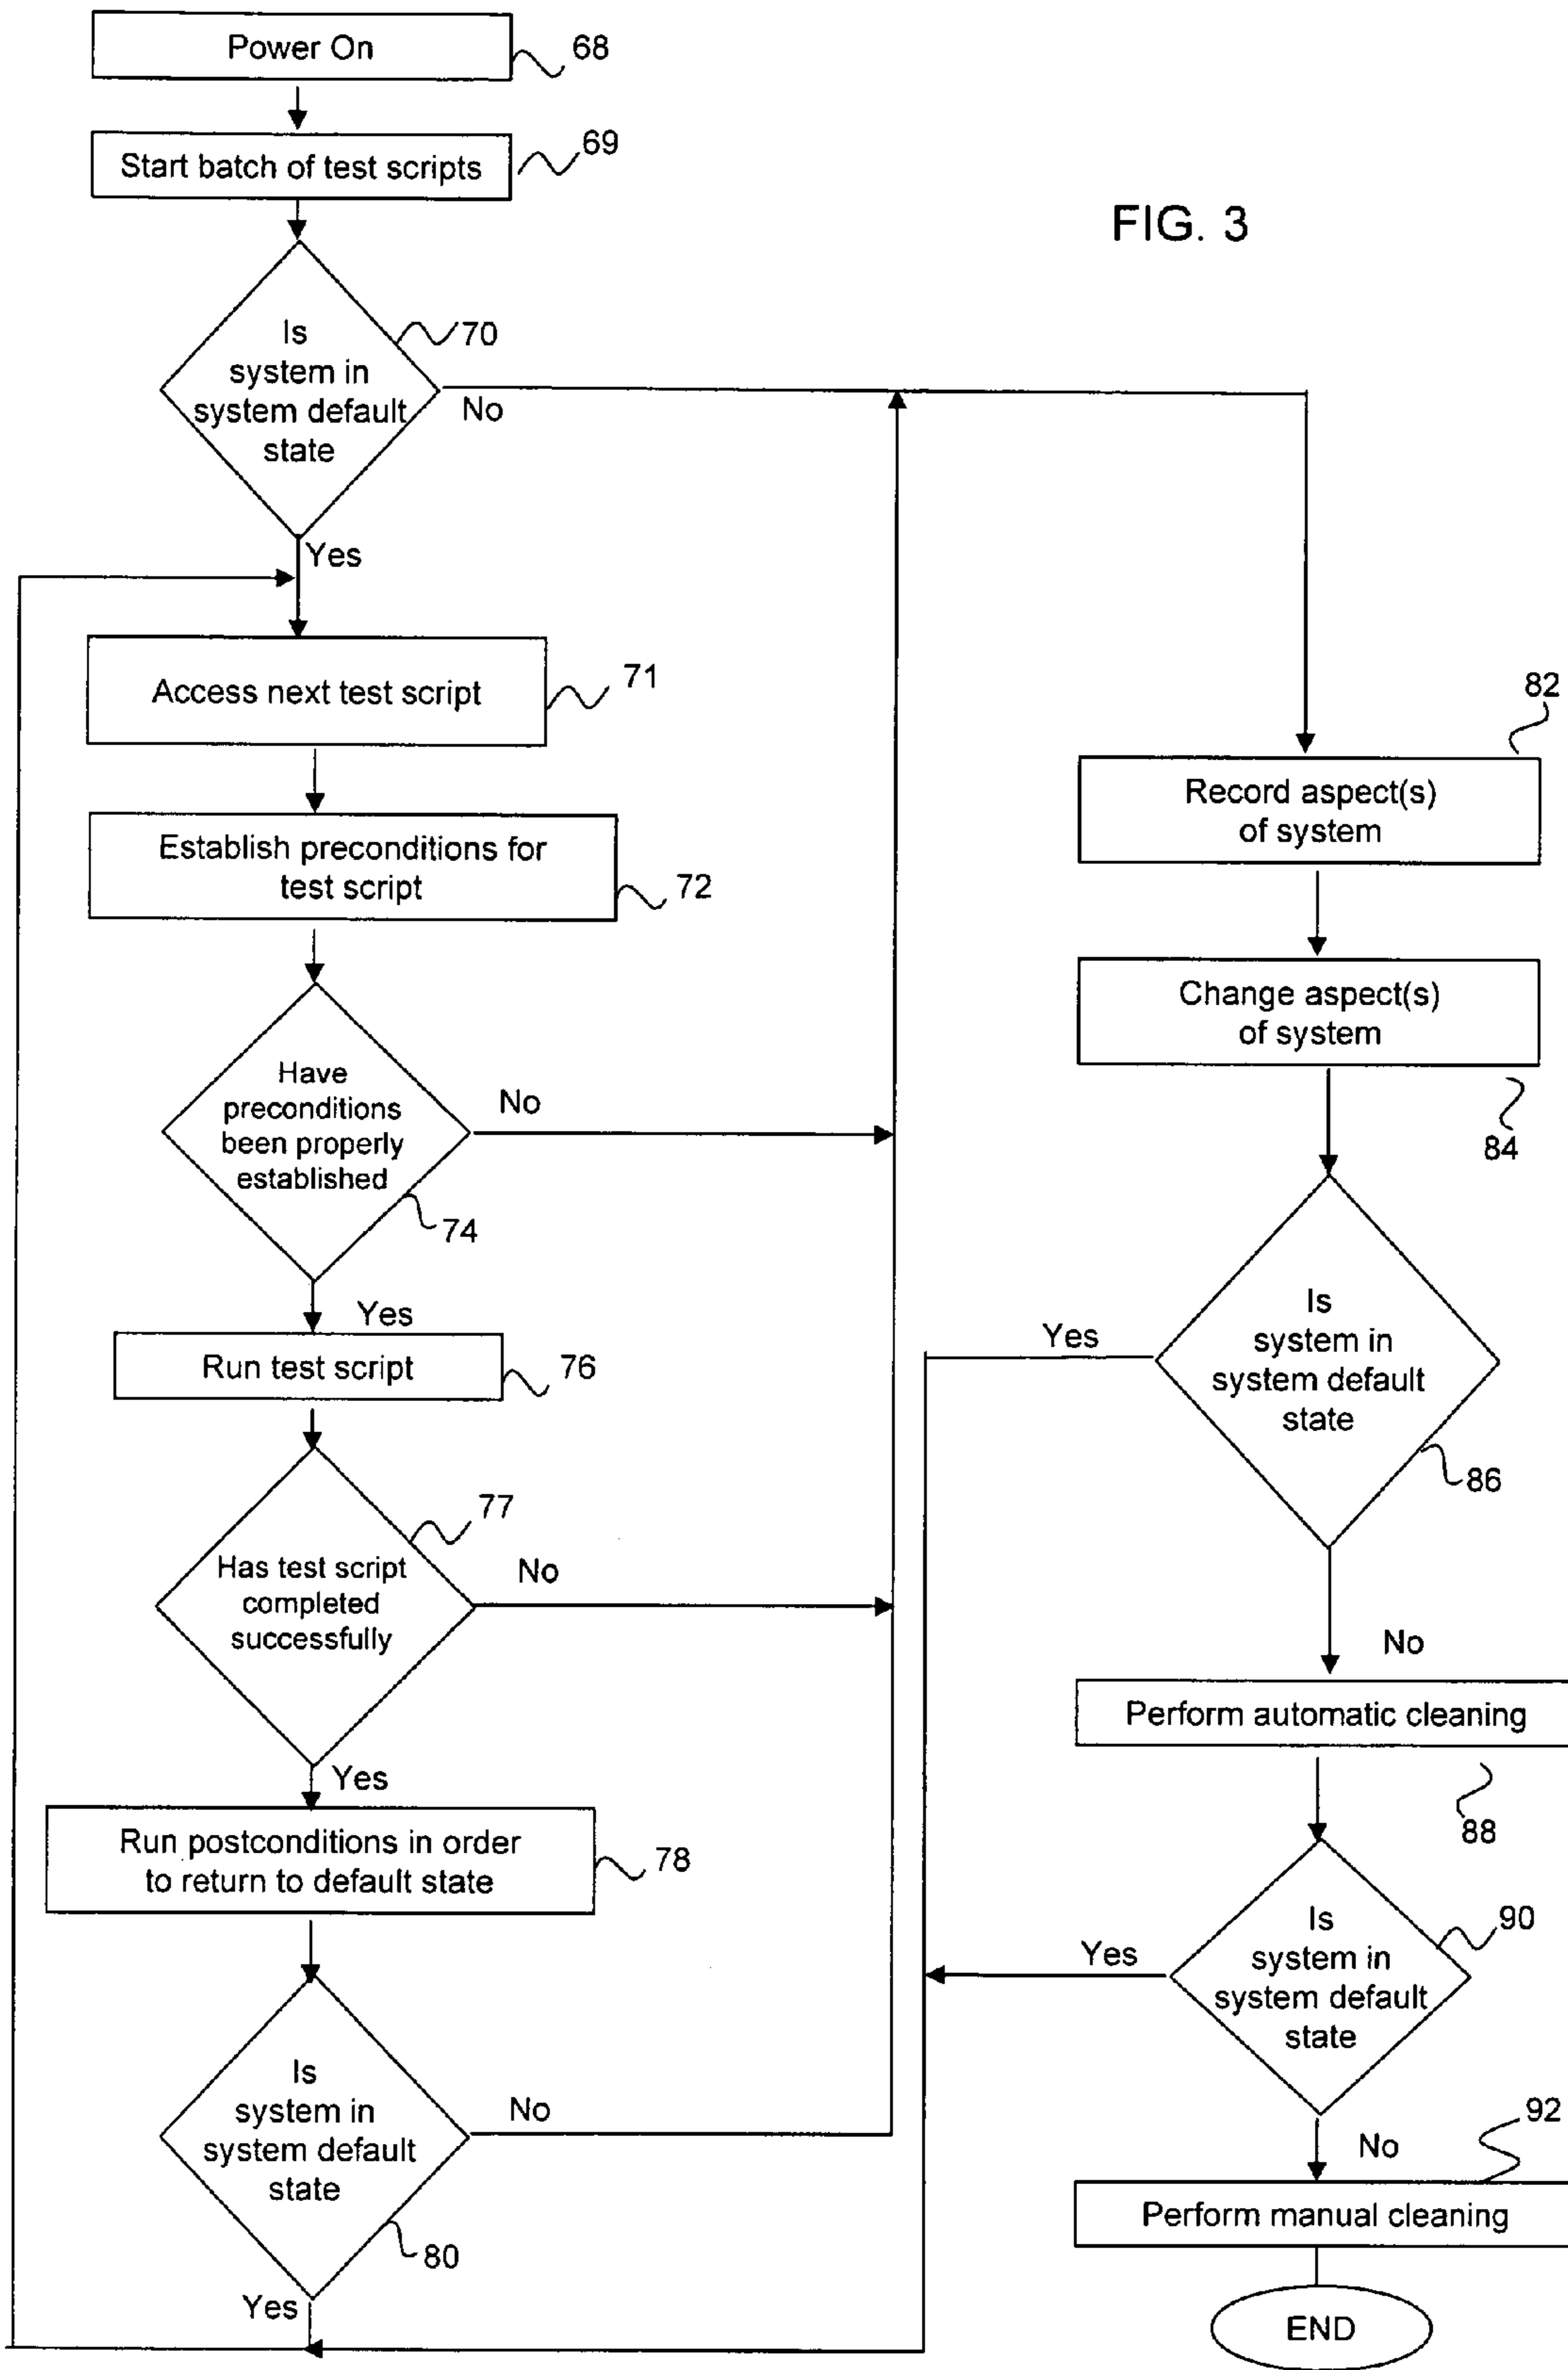 Power On
68
Start batch of test scripts
69
FIG. 3
Is
system in
system default
state
70
No
Yes
Access next test script
71
Establish preconditions for
test script
72
Have
preconditions
been properly
established
No
74
Yes
Run test script
76
Has test script
completed
successfully
77
No
Yes
Run postconditions in order
to return to default state
78
Is
system in
system default
state
No
80
Yes
82
Record aspect(s)
of system
Change aspect(s)
of system
84
Is
system in
system default
state
Yes
86
No
Perform automatic cleaning
88
Is
system in
system default
state
90
Yes
No
92
Perform manual cleaning
END